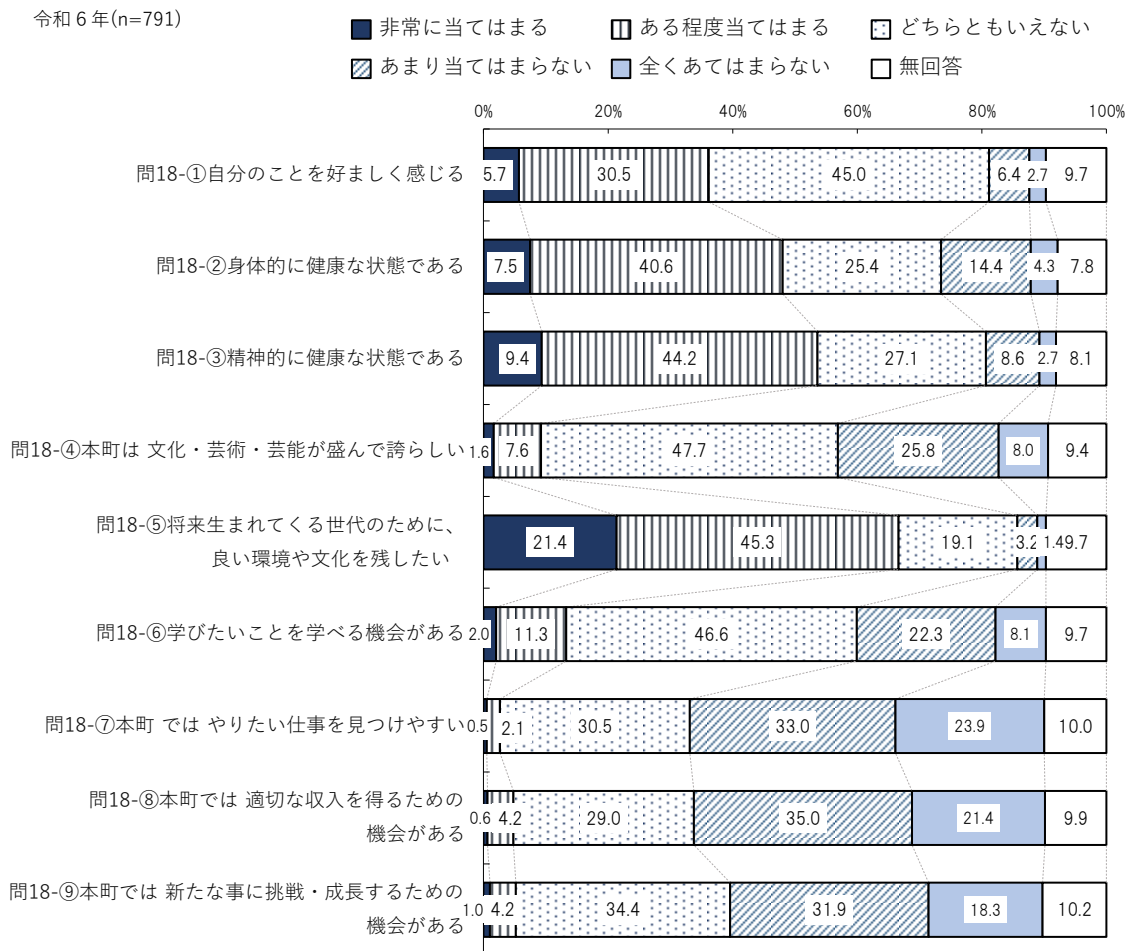 令和６年(n=791)
非常に当てはまる ある程度当てはまる どちらともいえない
あまり当てはまらない 全くあてはまらない 無回答
0% 20% 40% 60% 80% 100%
問18-①自分のことを好ましく感じる 5.7 30.5 45.0 6.4 2.7 9.7
問18-②身体的に健康な状態である 7.5 40.6 25.4 14.4 4.3 7.8
問18-③精神的に健康な状態である 9.4 44.2 27.1 8.6 2.7 8.1
問18-④本町は 文化・芸術・芸能が盛んで誇らしい 1.6 7.6 47.7 25.8 8.0 9.4
問18-⑤将来生まれてくる世代のために、
良い環境や文化を残したい 21.4 45.3 19.1 3.2 1.4 9.7
問18-⑥学びたいことを学べる機会がある 2.0 11.3 46.6 22.3 8.1 9.7
問18-⑦本町 では やりたい仕事を見つけやすい 0.5 2.1 30.5 33.0 23.9 10.0
問18-⑧本町では 適切な収入を得るための
機会がある 0.6 4.2 29.0 35.0 21.4 9.9
問18-⑨本町では 新たな事に挑戦・成長するための
機会がある 1.0 4.2 34.4 31.9 18.3 10.2